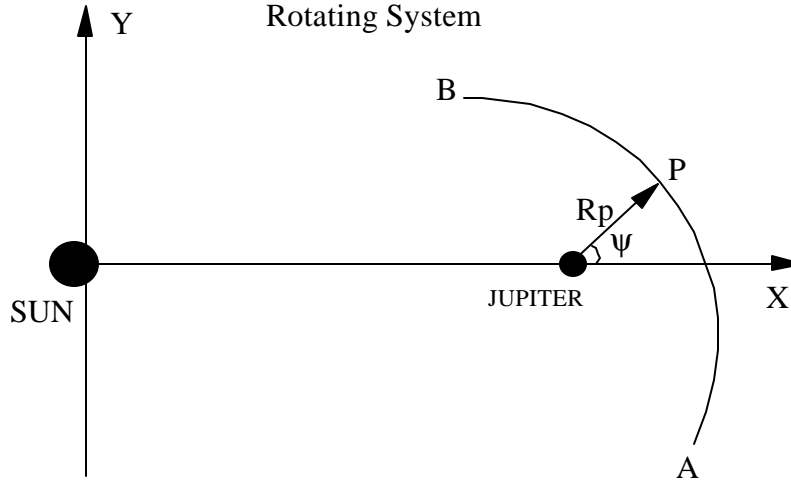 Rotating System
Y
B
P
Rp
ψ
SUN
JUPITER
X
A